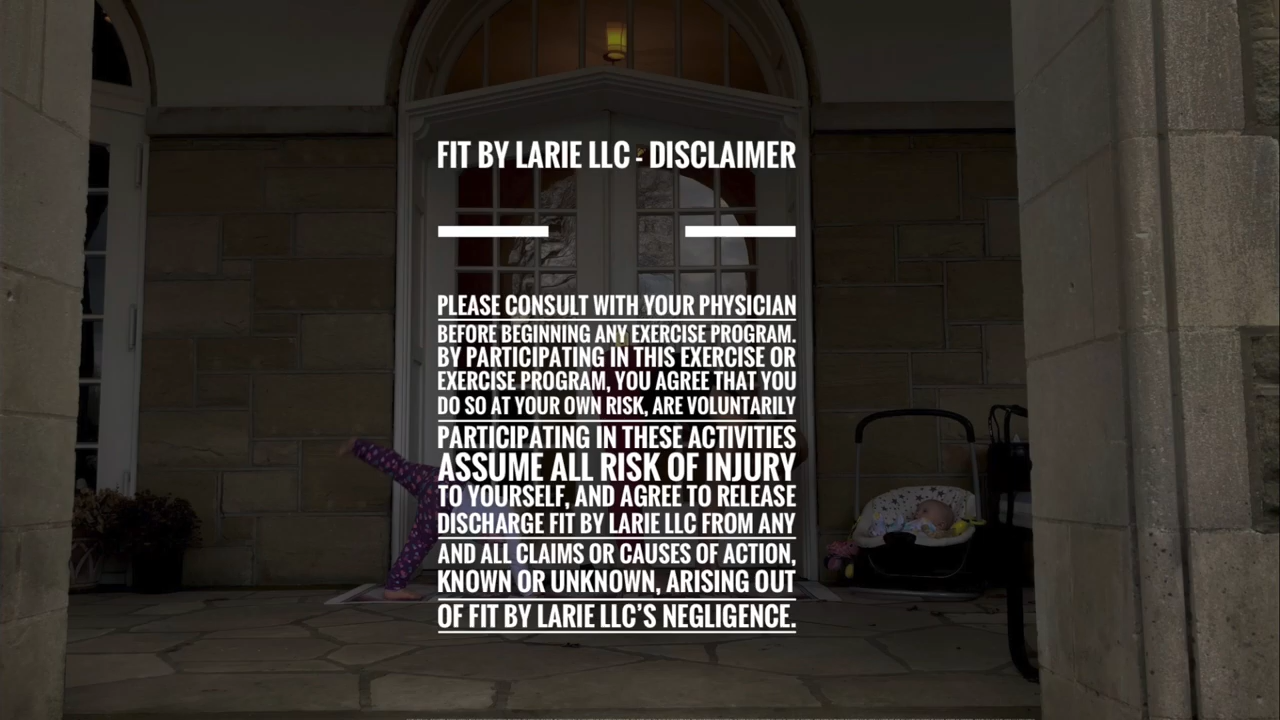 FIT BY LARIE LLC - DISCLAIMER
PLEASE CONSULT WITH YOUR PHYSICIAN
BEFORE BEGINNING ANY EXERCISE PROGRAM.
BY PARTICIPATING IN THIS EXERCISE OR
EXERCISE PROGRAM, YOU AGREE THAT YOU
DO SO AT YOUR OWN RISK, ARE VOLUNTARILY
PARTICIPATING IN THESE ACTIVITIES
ASSUME ALL RISK OF INJURY
TO YOURSELF, AND AGREE TO RELEASE
DISCHARGE FIT BY LARIE LLC FROM ANY
AND ALL CLAIMS OR CAUSES OF ACTION,
KNOWN OR UNKNOWN, ARISING OUT
OF FIT BY LARIE LLC'S NEGLIGENCE.